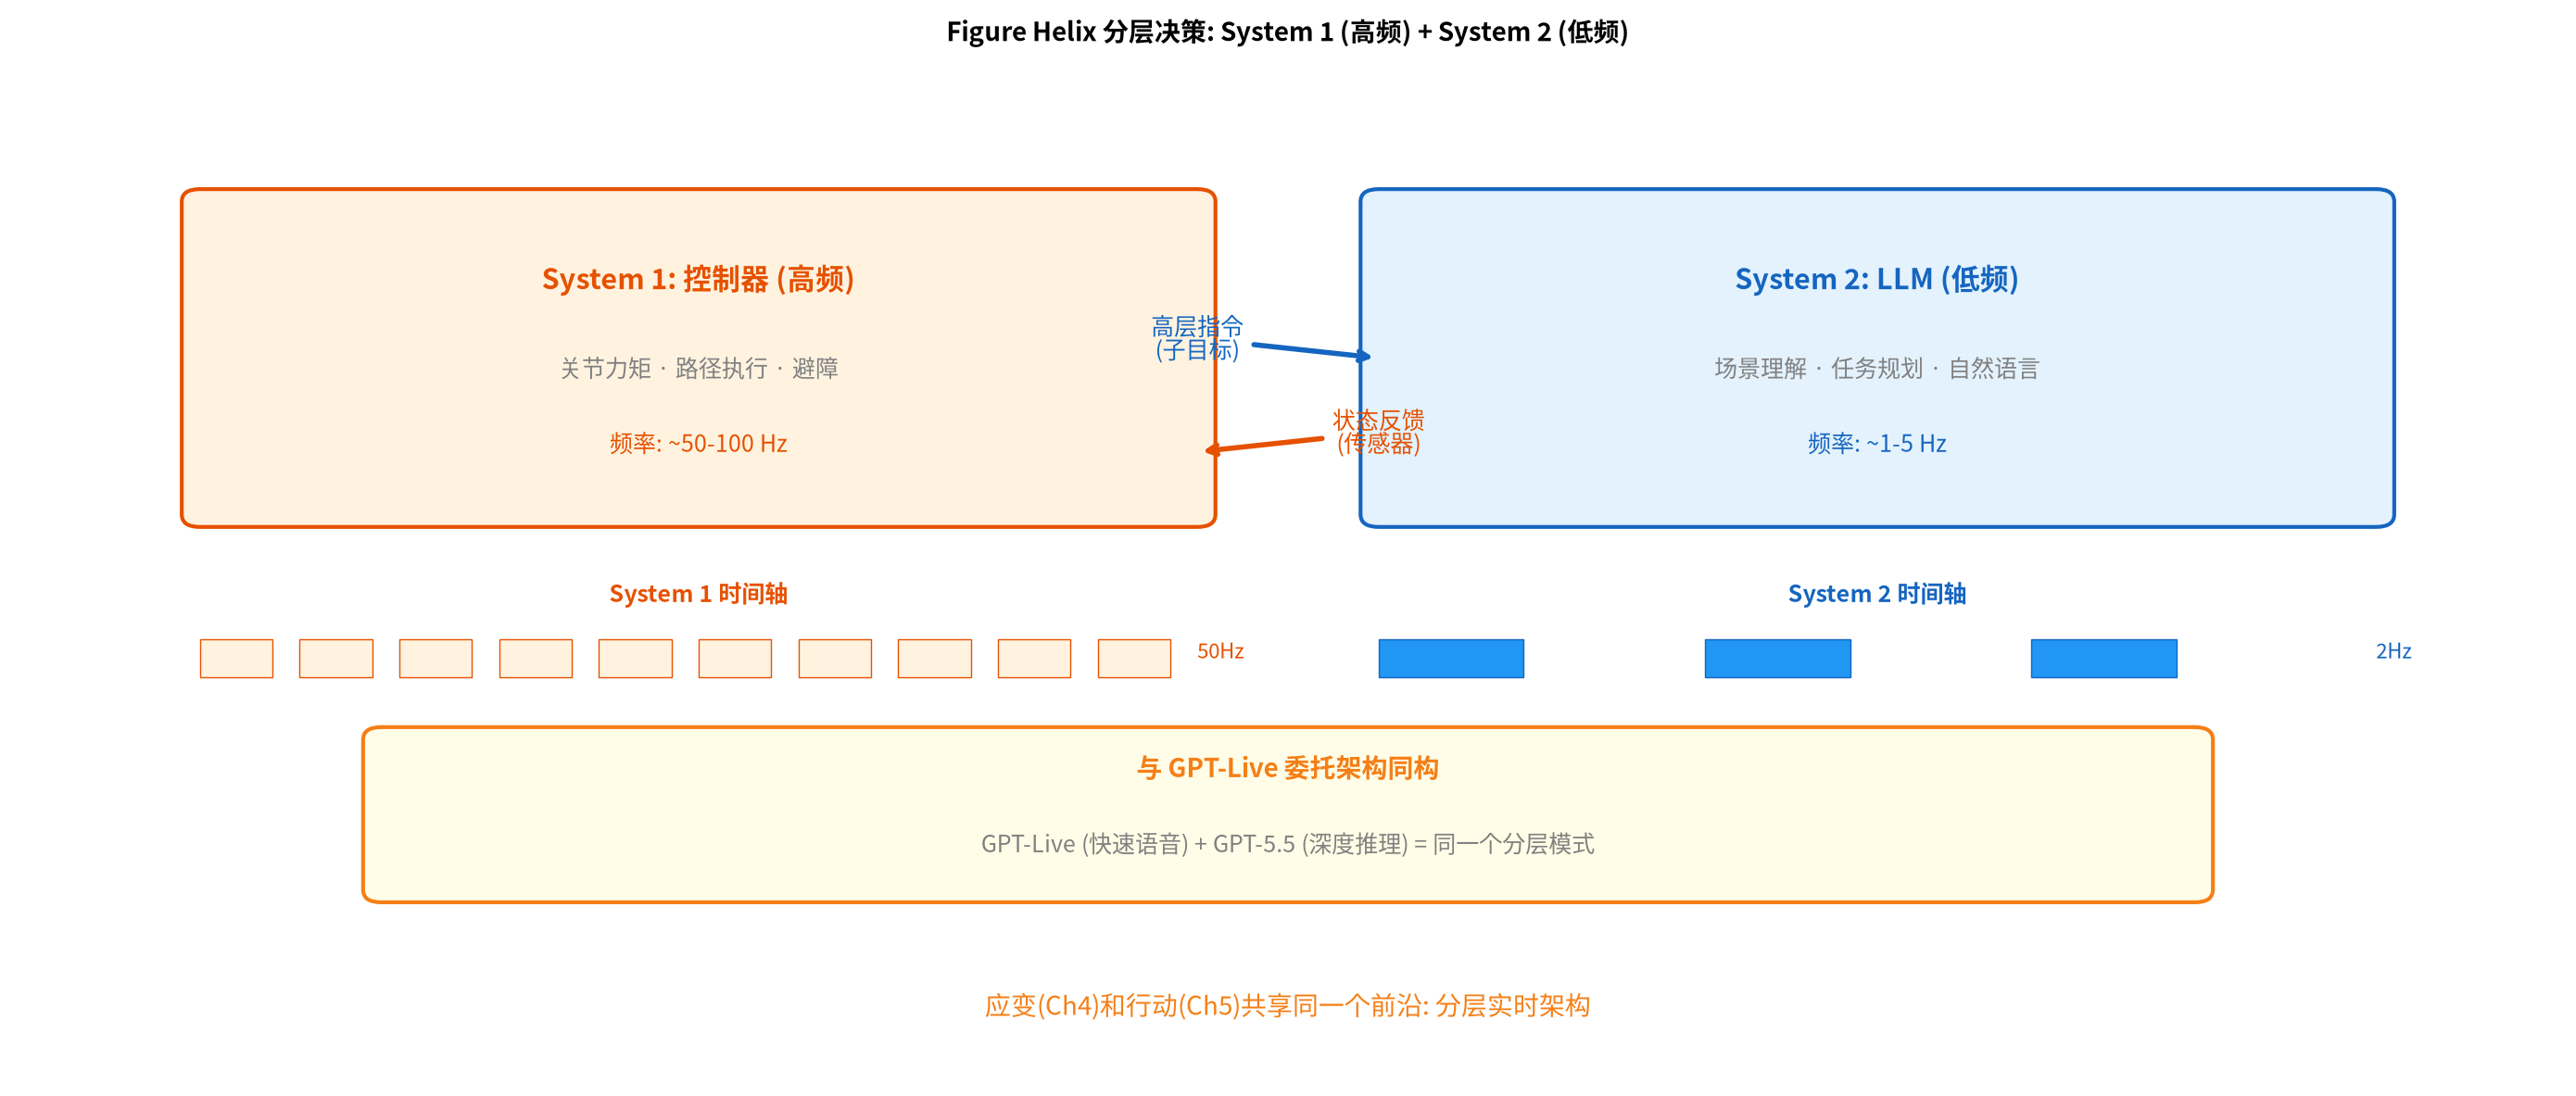 Figure Helix 分层决策: System 1 (高频) + System 2 (低频)
System 1: 控制器 (高频)
关节力矩 · 路径执行 · 避障
频率: ~50-100 Hz
高层指令
(子目标)
状态反馈
(传感器)
System 2: LLM (低频)
场景理解 · 任务规划 · 自然语言
频率: ~1-5 Hz
System 1 时间轴
50Hz
System 2 时间轴
2Hz
与 GPT-Live 委托架构同构
GPT-Live (快速语音) + GPT-5.5 (深度推理) = 同一个分层模式
应变(Ch4)和行动(Ch5)共享同一个前沿: 分层实时架构